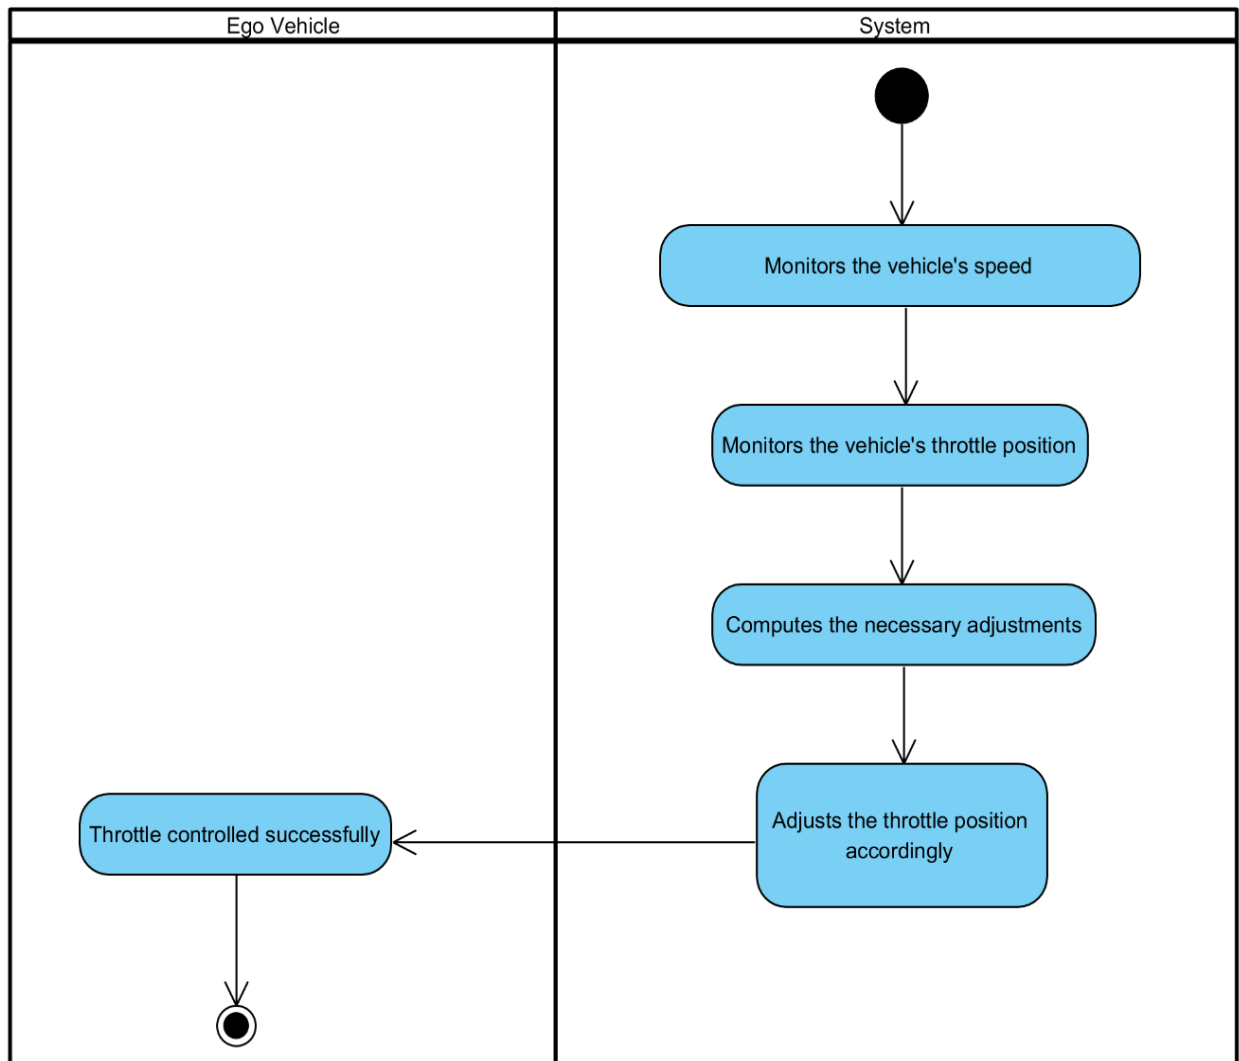 Ego Vehicle
System
Monitors the vehicle's speed
Monitors the vehicle's throttle position
Computes the necessary adjustments
Adjusts the throttle position
accordingly
Throttle controlled successfully